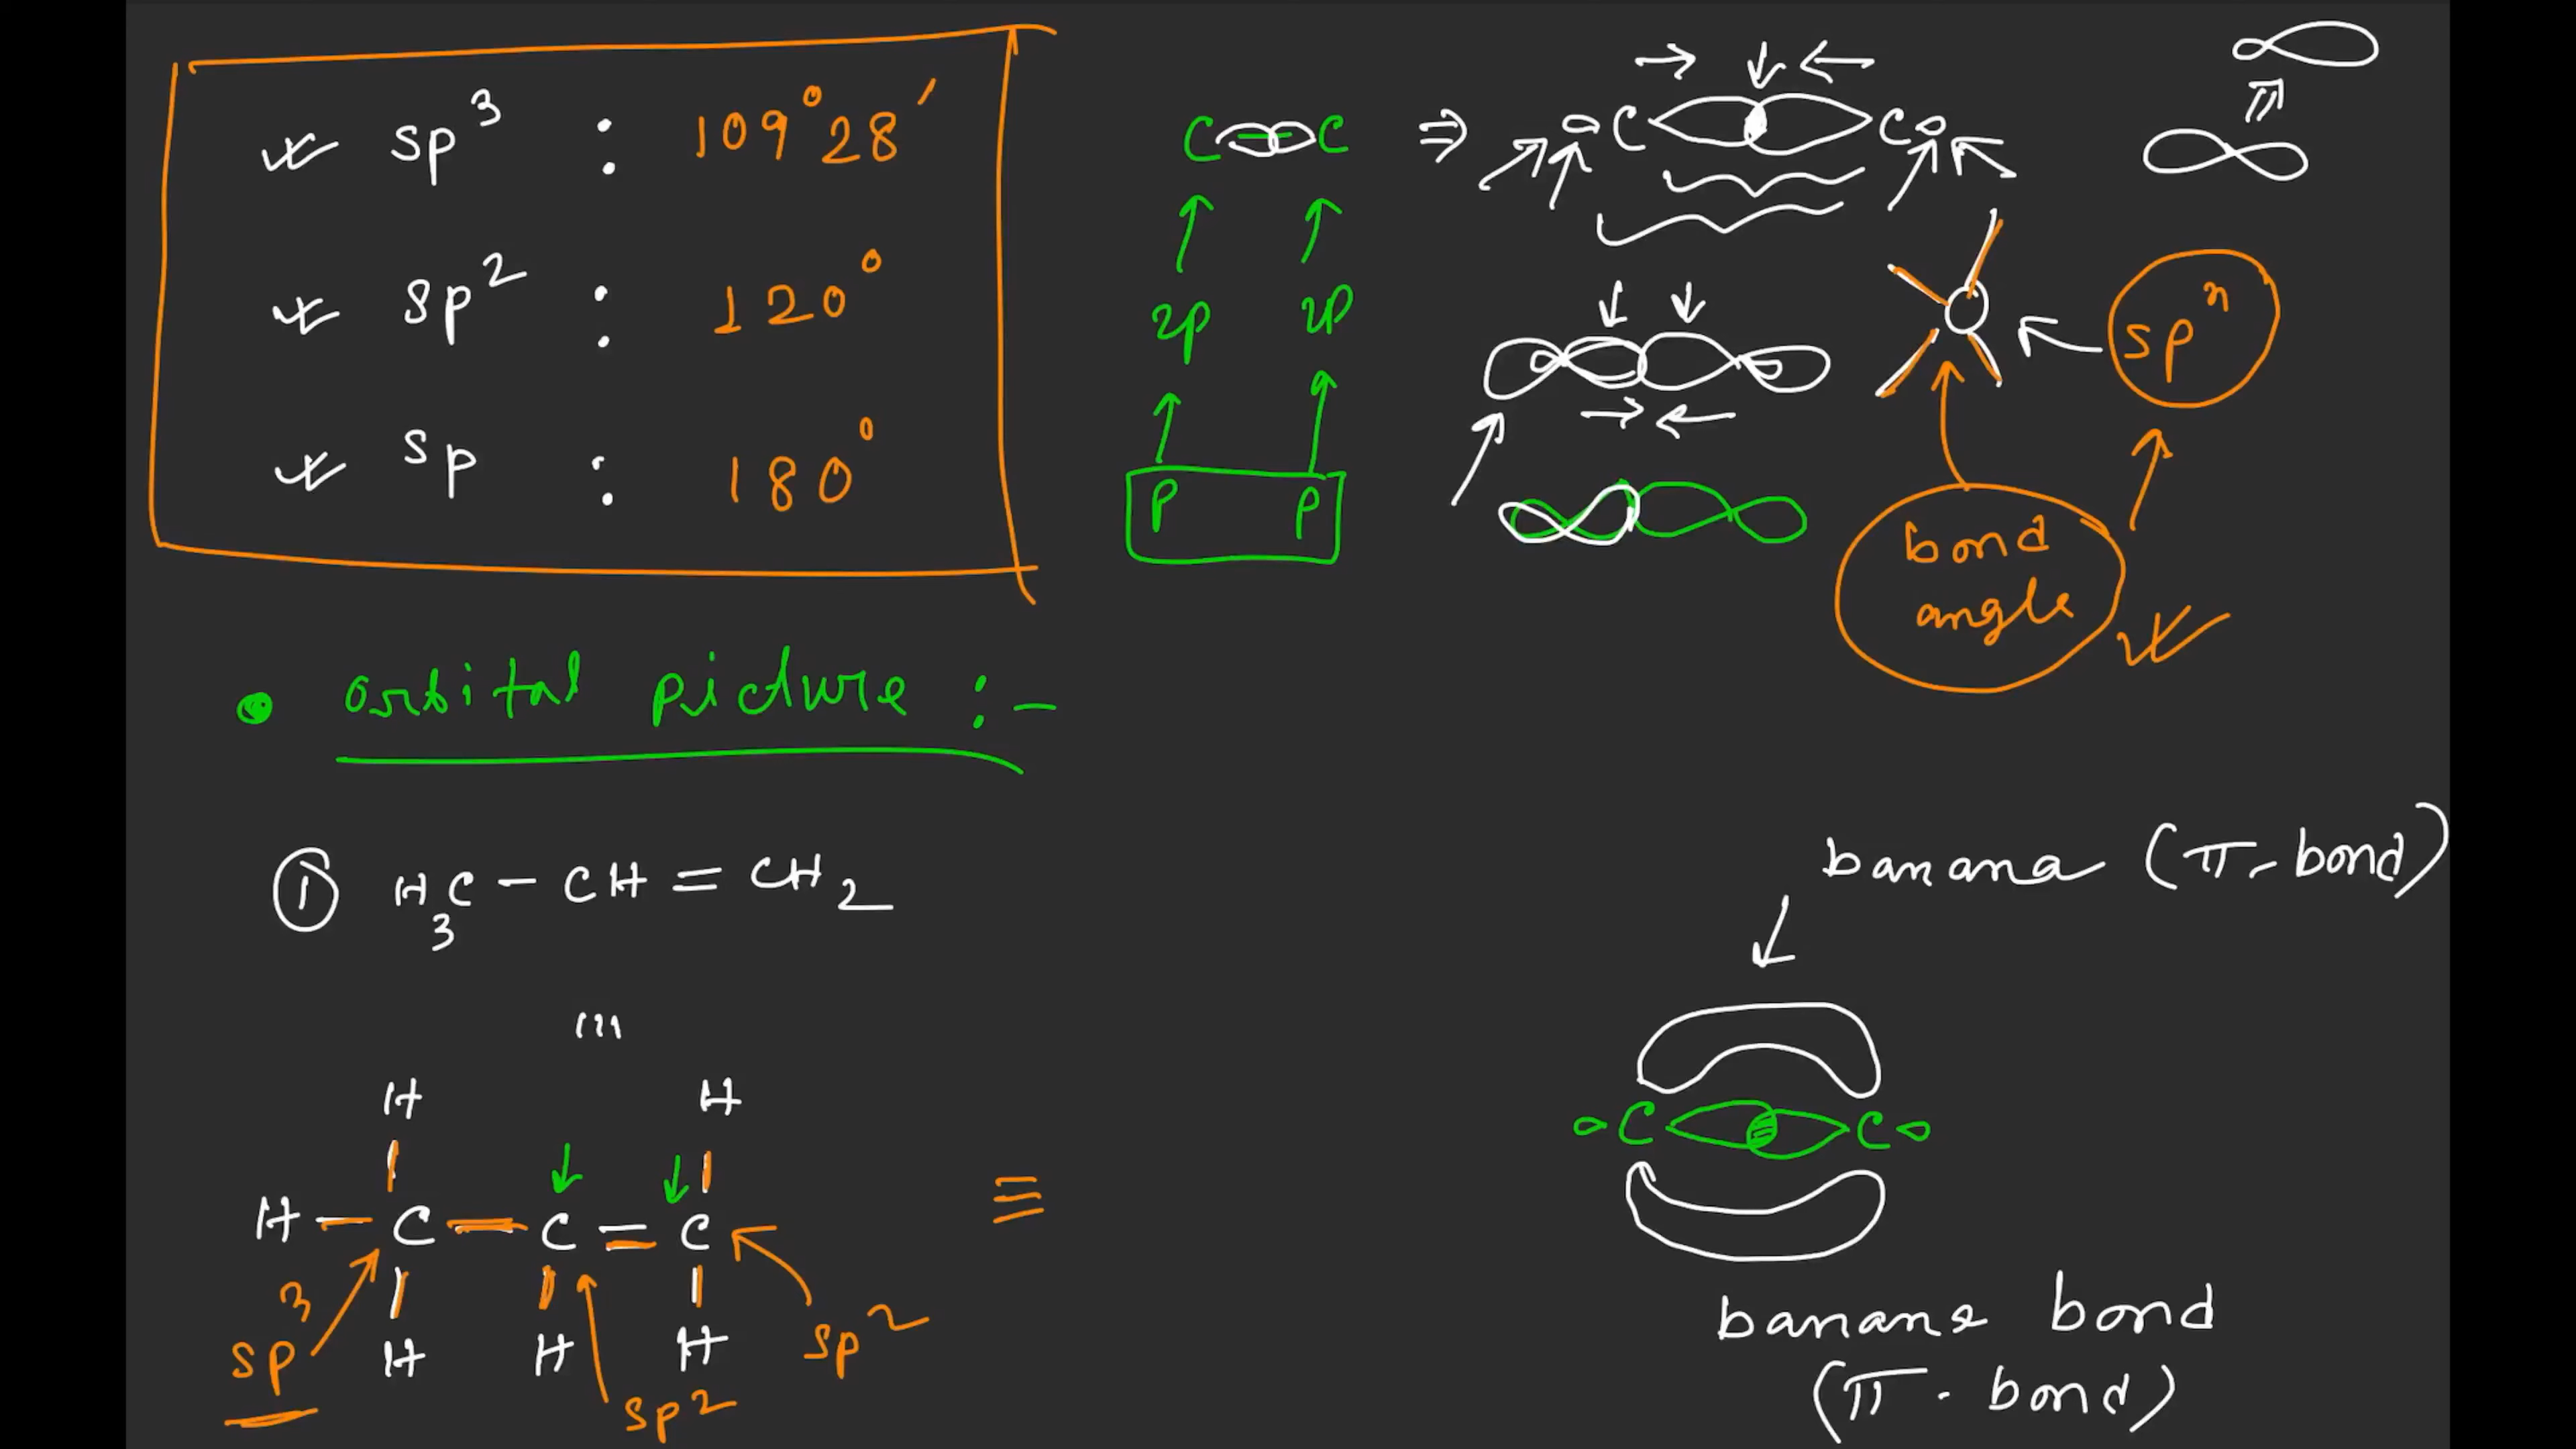 sp³ : 109°28'
sp² : 120°
sp : 180°
C = C ⇒ C C
2p 2p
P P
spⁿ
bond
angle
• orbital picture :-
① H₃C - CH = CH₂
banana (π-bond)
H H
H - C - C = C ≡
H H H
sp³ sp² sp²
C C
banana bond
(π - bond)